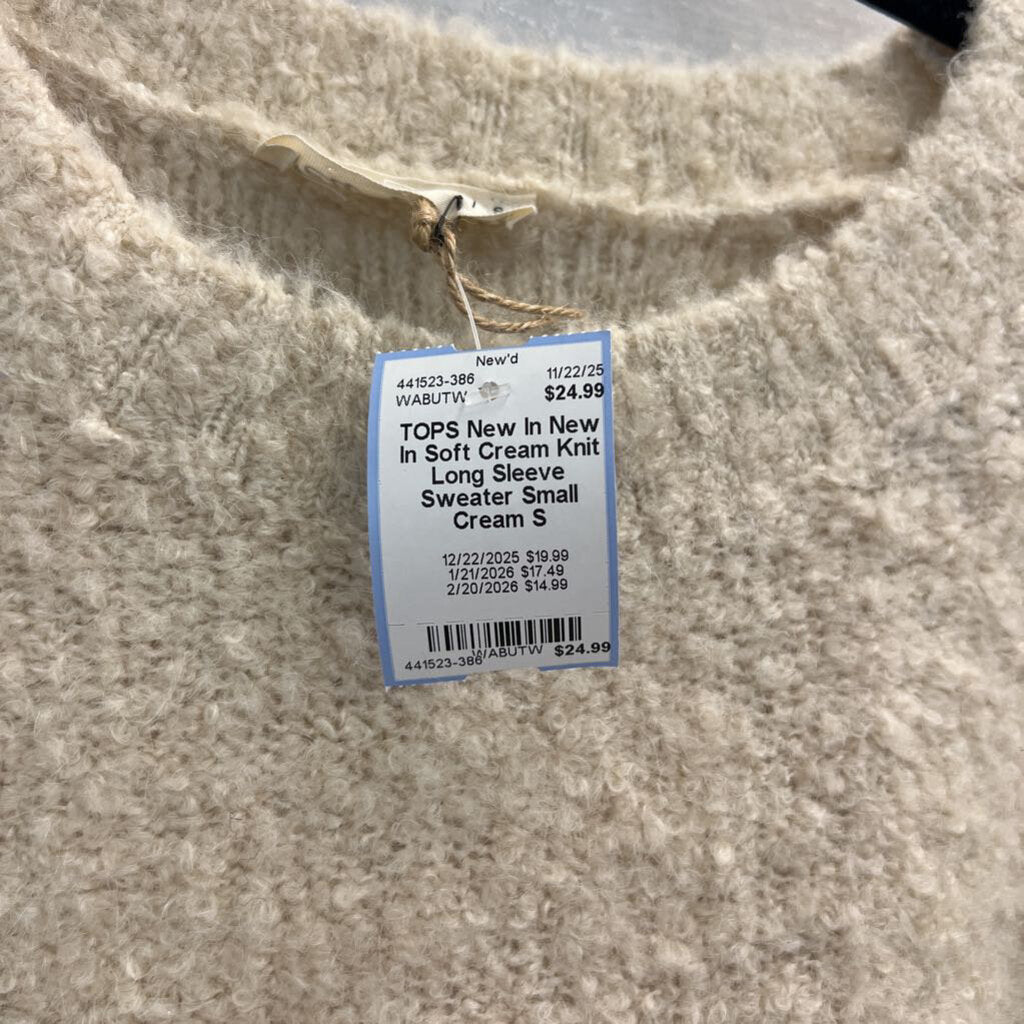 New'd
441523-386 11/22/25
WABUTW $24.99
TOPS New In New
In Soft Cream Knit
Long Sleeve
Sweater Small
Cream S
12/22/2025 $19.99
1/21/2026 $17.49
2/20/2026 $14.99
WABUTW $24.99
441523-386